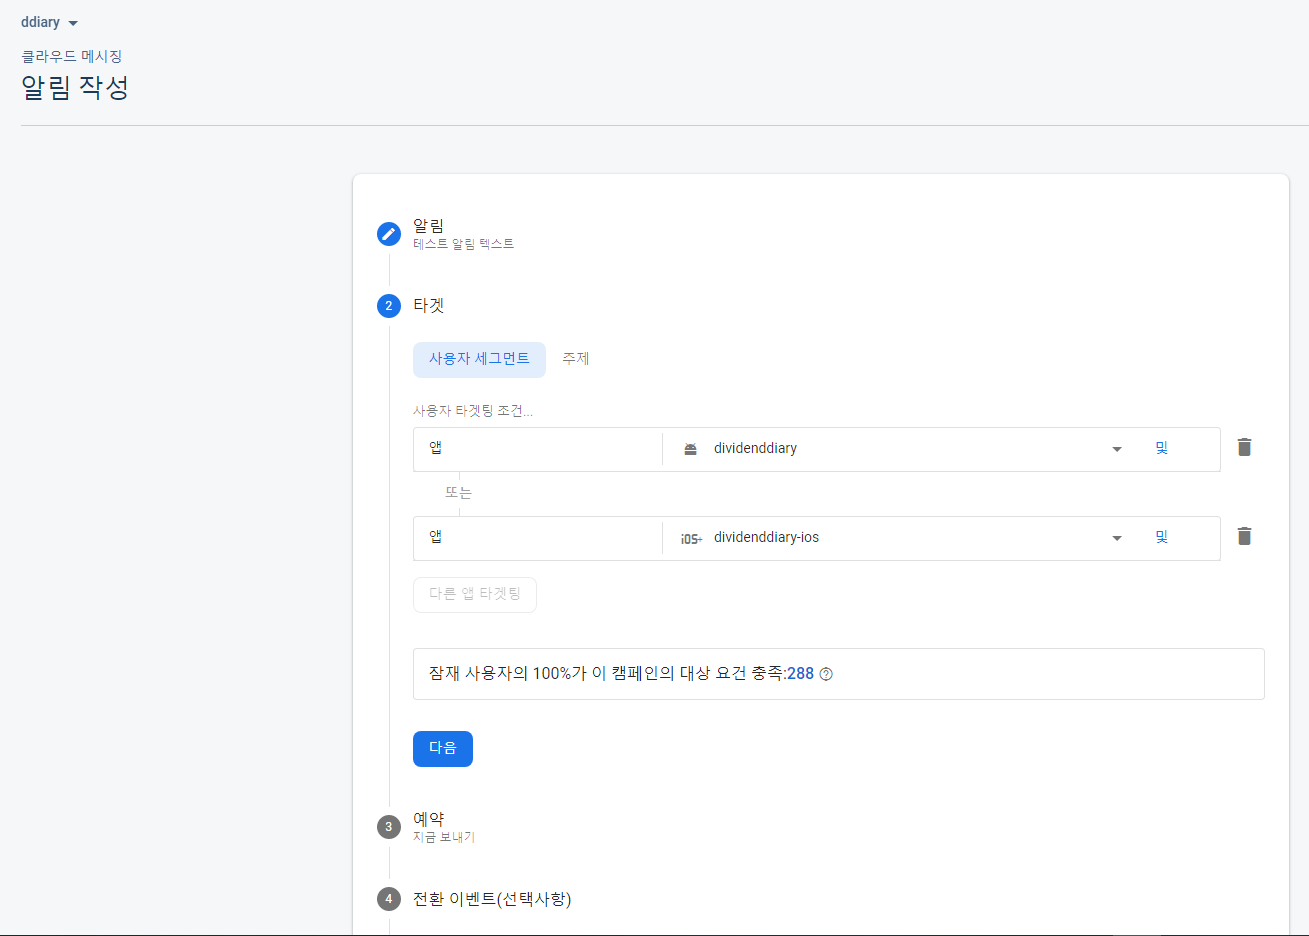 ddiary
클라우드 메시징
알림 작성
알림
테스트 알림 텍스트
2 타겟
사용자 세그먼트 주제
사용자 타겟팅 조건...
앱 dividenddiary 및
또는
앱 iOS+ dividenddiary-ios 및
다른 앱 타겟팅
잠재 사용자의 100%가 이 캠페인의 대상 요건 충족:288 ?
다음
3 예약
지금 보내기
4 전환 이벤트(선택사항)